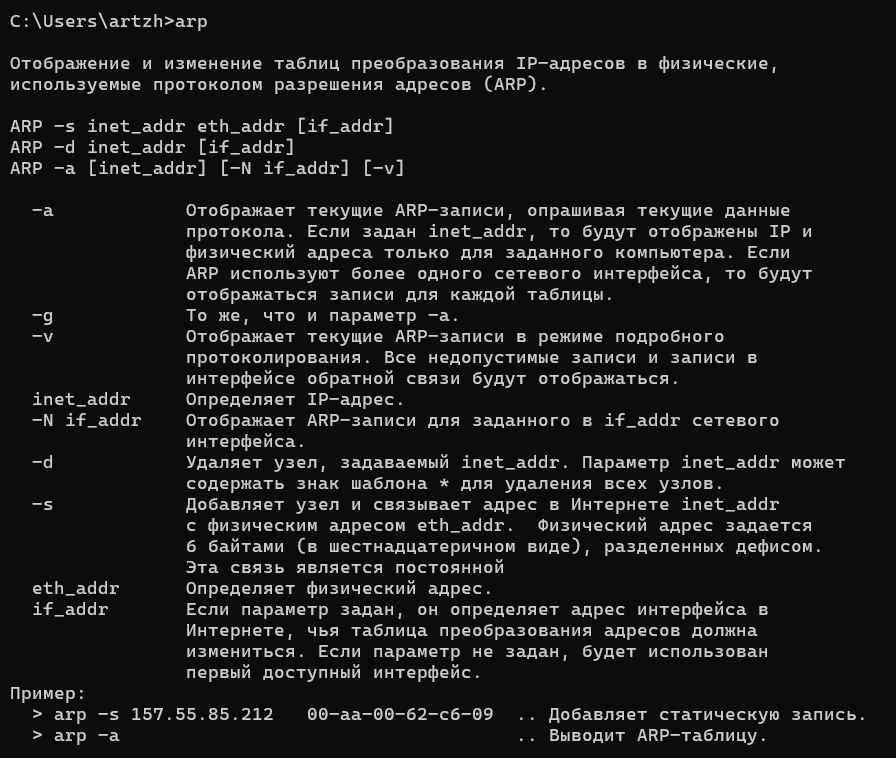 C:\Users\artzh>arp
Отображение и изменение таблиц преобразования IP-адресов в физические,
используемые протоколом разрешения адресов (ARP).
ARP -s inet_addr eth_addr [if_addr]
ARP -d inet_addr [if_addr]
ARP -a [inet_addr] [-N if_addr] [-v]
-a Отображает текущие ARP-записи, опрашивая текущие данные
протокола. Если задан inet_addr, то будут отображены IP и
физический адреса только для заданного компьютера. Если
ARP используют более одного сетевого интерфейса, то будут
отображаться записи для каждой таблицы.
-g То же, что и параметр -a.
-v Отображает текущие ARP-записи в режиме подробного
протоколирования. Все недопустимые записи и записи в
интерфейсе обратной связи будут отображаться.
inet_addr Определяет IP-адрес.
-N if_addr Отображает ARP-записи для заданного в if_addr сетевого
интерфейса.
-d Удаляет узел, задаваемый inet_addr. Параметр inet_addr может
содержать знак шаблона * для удаления всех узлов.
-s Добавляет узел и связывает адрес в Интернете inet_addr
с физическим адресом eth_addr. Физический адрес задается
6 байтами (в шестнадцатеричном виде), разделенных дефисом.
Эта связь является постоянной
eth_addr Определяет физический адрес.
if_addr Если параметр задан, он определяет адрес интерфейса в
Интернете, чья таблица преобразования адресов должна
измениться. Если параметр не задан, будет использован
первый доступный интерфейс.
Пример:
> arp -s 157.55.85.212 00-aa-00-62-c6-09 .. Добавляет статическую запись.
> arp -a .. Выводит ARP-таблицу.